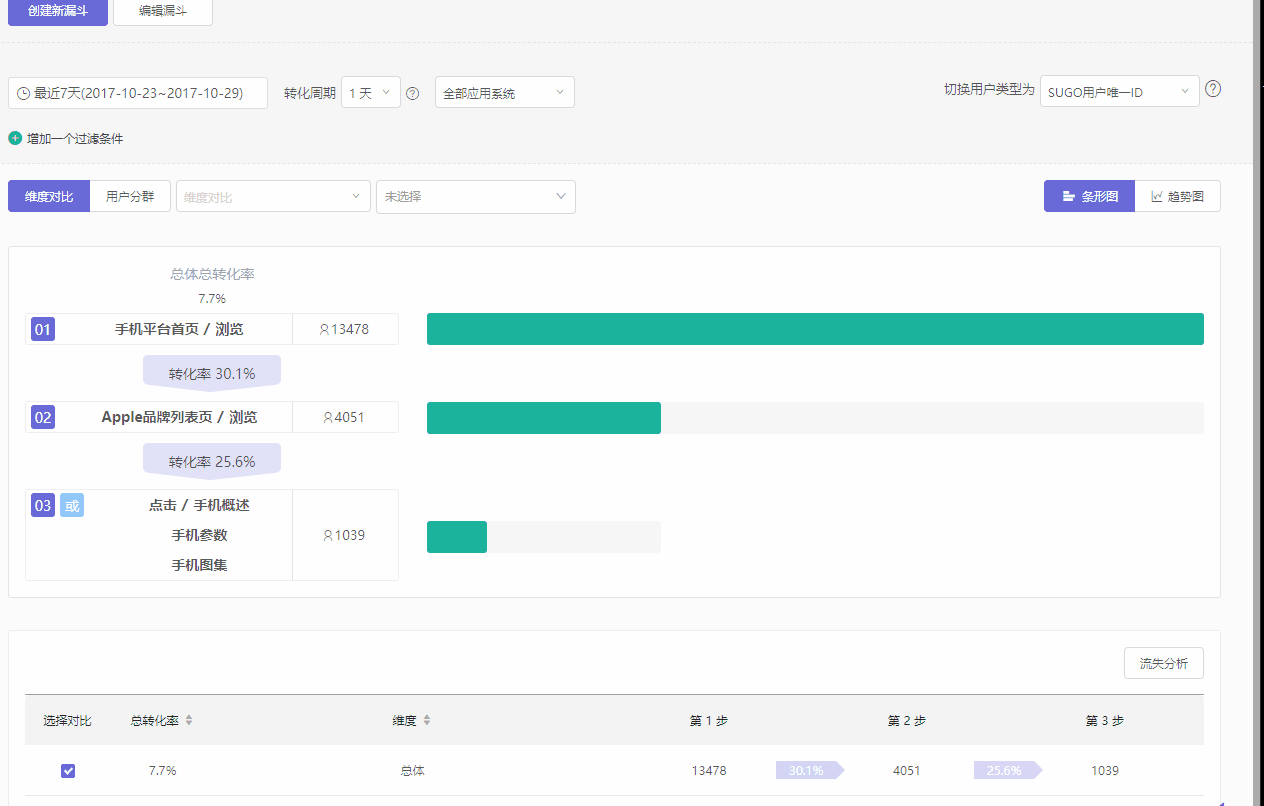 创建新漏斗 编辑漏斗
最近7天(2017-10-23~2017-10-29) 转化周期 1 天 ? 全部应用系统 切换用户类型为 SUGO用户唯一ID ?
增加一个过滤条件
维度对比 用户分群 维度对比 未选择 条形图 趋势图
总体总转化率
7.7%
01 手机平台首页 / 浏览 13478
转化率 30.1%
02 Apple品牌列表页 / 浏览 4051
转化率 25.6%
03 或 点击 / 手机概述
手机参数 1039
手机图集
流失分析
选择对比 总转化率 维度 第 1 步 第 2 步 第 3 步
7.7% 总体 13478 30.1% 4051 25.6% 1039